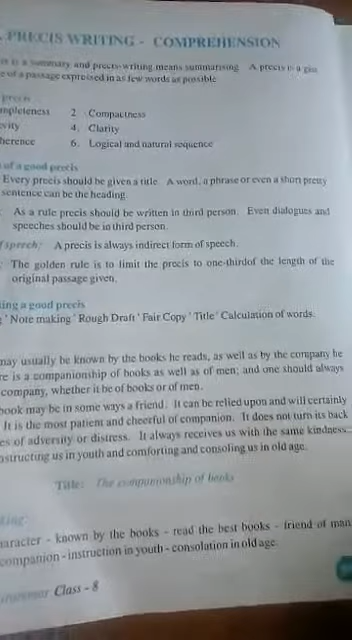 PRECIS WRITING - COMPREHENSION
is a summary and precis writing means summarising. A precis is a gist
of a passage expressed in as few words as possible.
precis
mpleteness 2. Compactness
vity 4. Clarity
herence 6. Logical and natural sequence
of a good precis
Every precis should be given a title. A word, a phrase or even a short pretty
sentence can be the heading.
As a rule precis should be written in third person. Even dialogues and
speeches should be in third person.
speech: A precis is always indirect form of speech.
The golden rule is to limit the precis to one-thirdof the length of the
original passage given.
ing a good precis
' Note making ' Rough Draft ' Fair Copy ' Title ' Calculation of words.
may usually be known by the books he reads, as well as by the company he
re is a companionship of books as well as of men; and one should always
company, whether it be of books or of men.
book may be in some ways a friend. It can be relied upon and will certainly
It is the most patient and cheerful of companion. It does not turn its back
es of adversity or distress. It always receives us with the same kindness
nstructing us in youth and comforting and consoling us in old age.
Title: The companionship of books
king:
haracter - known by the books - read the best books - friend of man
companion - instruction in youth - consolation in old age.
Grammar Class - 8